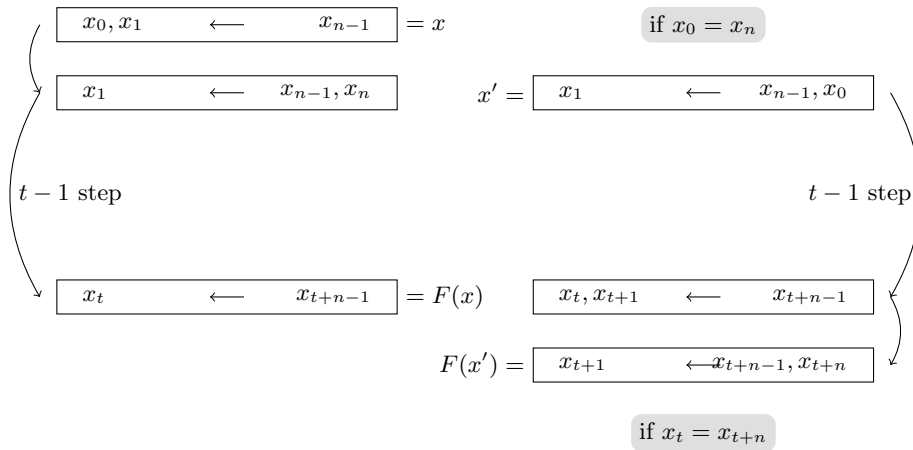 x_0, x_1 ⟵ x_{n-1} = x if x_0 = x_n
x_1 ⟵ x_{n-1}, x_n x' = x_1 ⟵ x_{n-1}, x_0
t − 1 step t − 1 step
x_t ⟵ x_{t+n-1} = F(x) x_t, x_{t+1} ⟵ x_{t+n-1}
F(x') = x_{t+1} ⟵ x_{t+n-1}, x_{t+n}
if x_t = x_{t+n}